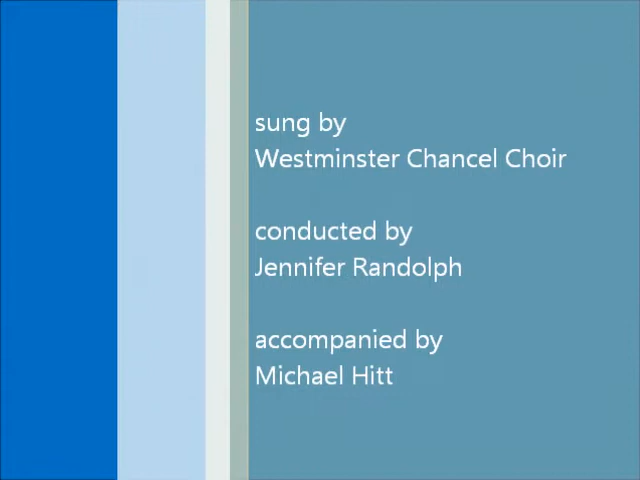 sung by
Westminster Chancel Choir
conducted by
Jennifer Randolph
accompanied by
Michael Hitt